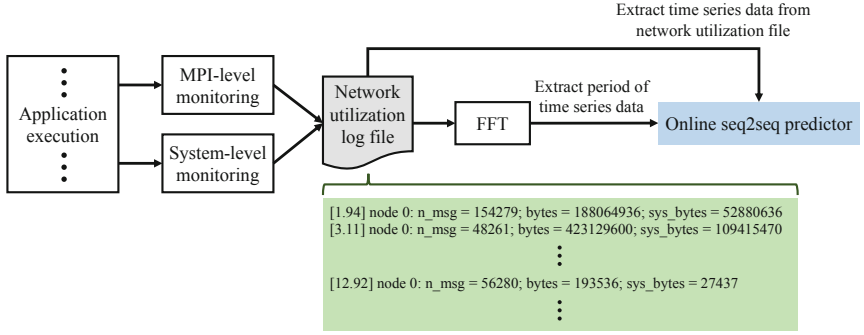 Extract time series data from
network utilization file
Application
execution
MPI-level
monitoring
System-level
monitoring
Network
utilization
log file
FFT
Extract period of
time series data
Online seq2seq predictor
[1.94] node 0: n_msg = 154279; bytes = 188064936; sys_bytes = 52880636
[3.11] node 0: n_msg = 48261; bytes = 423129600; sys_bytes = 109415470
[12.92] node 0: n_msg = 56280; bytes = 193536; sys_bytes = 27437